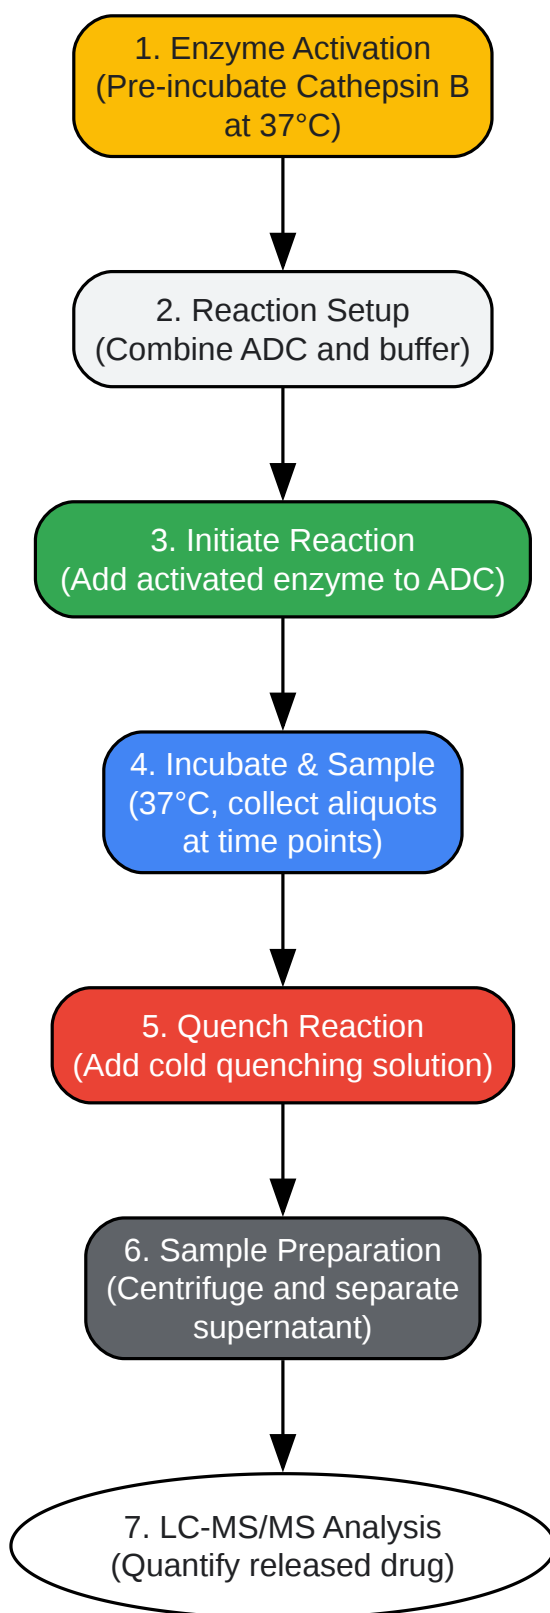 1. Enzyme Activation
(Pre-incubate Cathepsin B
at 37°C)
2. Reaction Setup
(Combine ADC and buffer)
3. Initiate Reaction
(Add activated enzyme to ADC)
4. Incubate & Sample
(37°C, collect aliquots
at time points)
5. Quench Reaction
(Add cold quenching solution)
6. Sample Preparation
(Centrifuge and separate
supernatant)
7. LC-MS/MS Analysis
(Quantify released drug)